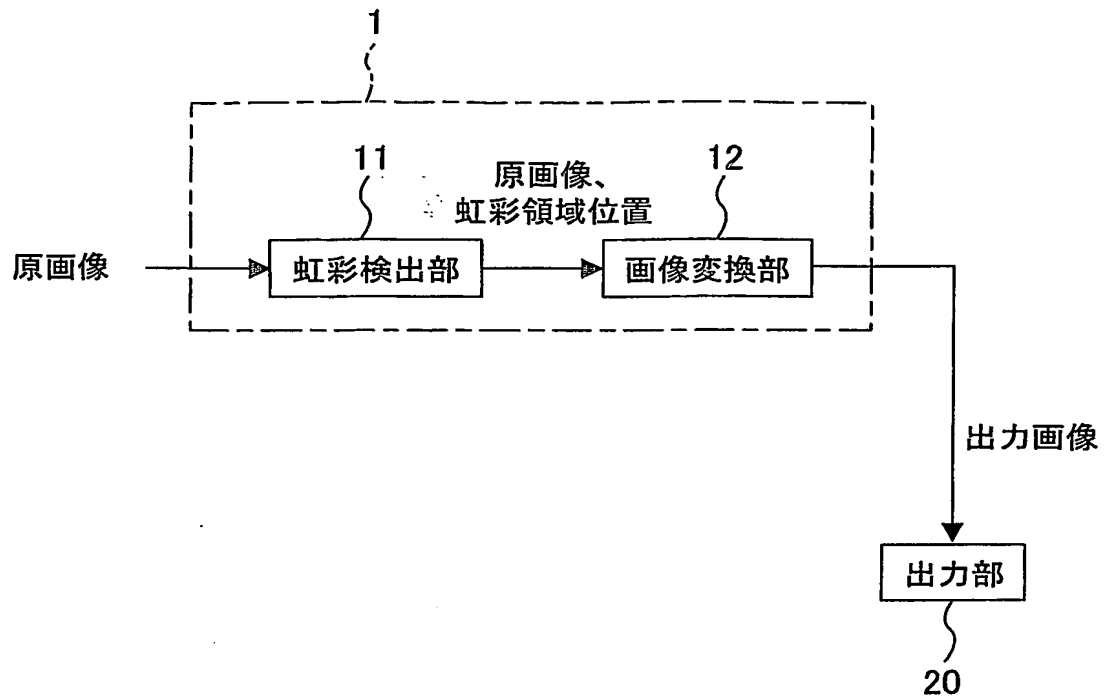 1
11
12
原画像、
虹彩領域位置
原画像
虹彩検出部
画像変換部
出力画像
出力部
20